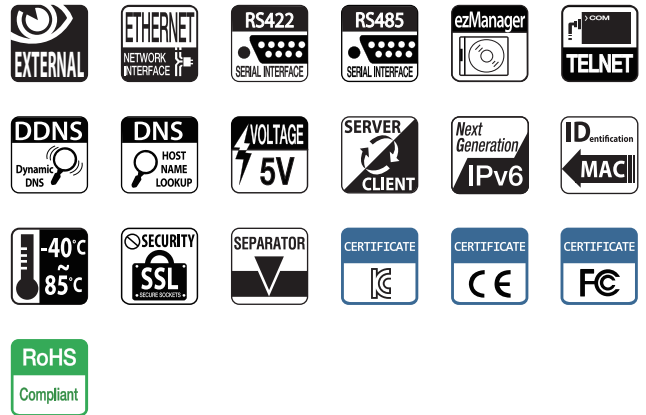 EXTERNAL
ETHERNET
NETWORK
INTERFACE
RS422
SERIAL INTERFACE
RS485
SERIAL INTERFACE
ezManager
COM
TELNET
DDNS
Dynamic
DNS
DNS
HOST
NAME
LOOKUP
VOLTAGE
5V
SERVER
CLIENT
Next
Generation
IPv6
IDentification
MAC
-40°C
~
85°C
SECURITY
SSL
SECURE SOCKETS
SEPARATOR
CERTIFICATE
KC
CERTIFICATE
CE
CERTIFICATE
FC
RoHS
Compliant